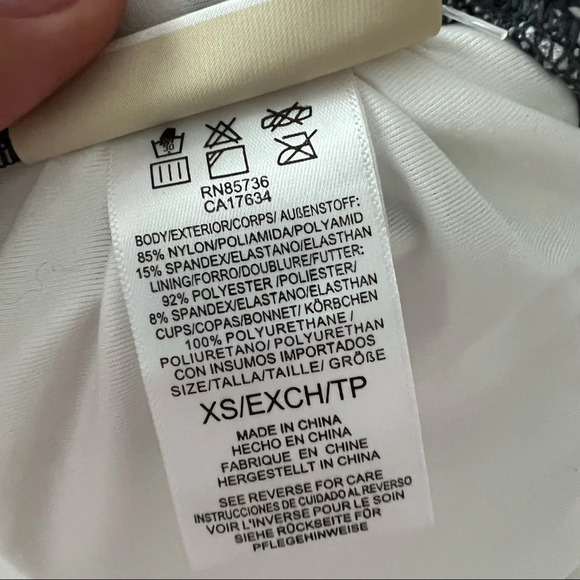 30
RN85736
CA17634
BODY/EXTERIOR/CORPS/ AUßENSTOFF:
85% NYLON/POLIAMIDA/POLYAMID
15% SPANDEX/ELASTANO/ELASTHAN
LINING/FORRO/DOUBLURE/FUTTER:
92% POLYESTER /POLIESTER/
8% SPANDEX/ELASTANO/ELASTHAN
CUPS/COPAS/BONNET/ KÖRBCHEN
100% POLYURETHANE /
POLIURETANO/ POLYURETHAN
CON INSUMOS IMPORTADOS
SIZE/TALLA/TAILLE/ GRÖßE
XS/EXCH/TP
MADE IN CHINA
HECHO EN CHINA
FABRIQUE EN CHINE
HERGESTELLT IN CHINA
SEE REVERSE FOR CARE
INSTRUCCIONES DE CUIDADO AL REVERSO
VOIR L'INVERSE POUR LE SOIN
SIEHE RÜCKSEITE FÜR
PFLEGEHINWEISE